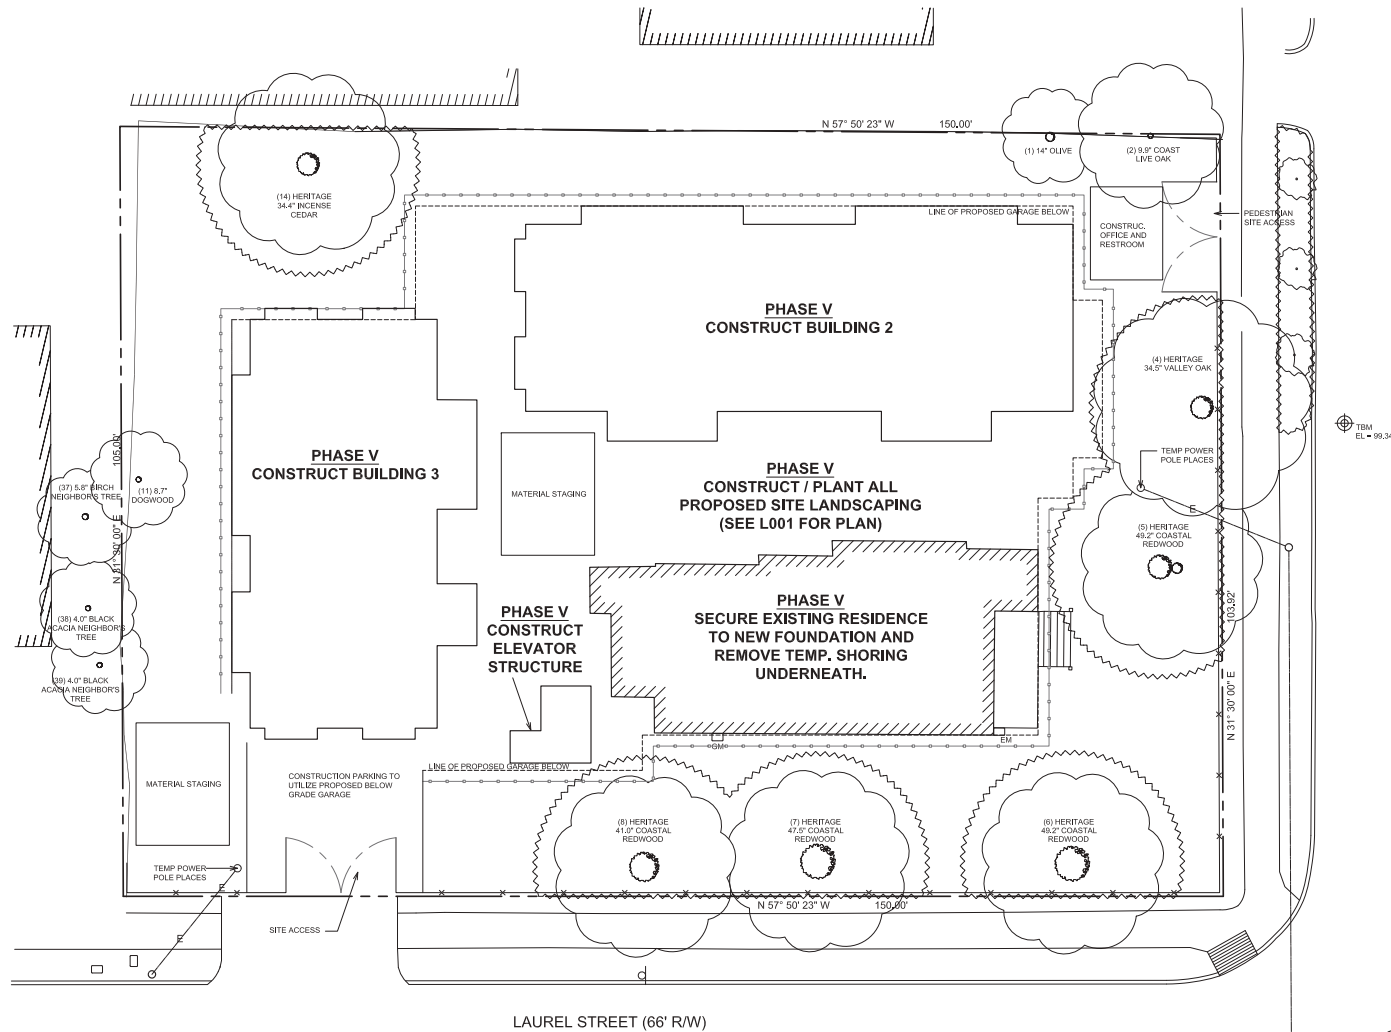 N 57° 50' 23" W 150.00'
(1) 14" OLIVE
(2) 9.9" COAST
LIVE OAK
(14) HERITAGE
34.4" INCENSE
CEDAR
LINE OF PROPOSED GARAGE BELOW
CONSTRUC.
OFFICE AND
RESTROOM
PEDESTRIAN
SITE ACCESS
PHASE V
CONSTRUCT BUILDING 2
(4) HERITAGE
34.5" VALLEY OAK
TBM
EL = 99.34
PHASE V
CONSTRUCT BUILDING 3
TEMP POWER
POLE PLACES
105.00'
N 31° 30' 00" E
(37) 5.8" BIRCH
NEIGHBOR'S TREE
(11) 8.7"
DOGWOOD
MATERIAL STAGING
PHASE V
CONSTRUCT / PLANT ALL
PROPOSED SITE LANDSCAPING
(SEE L001 FOR PLAN)
E
(5) HERITAGE
49.2" COASTAL
REDWOOD
(38) 4.0" BLACK
ACACIA NEIGHBOR'S
TREE
(39) 4.0" BLACK
ACACIA NEIGHBOR'S
TREE
PHASE V
CONSTRUCT
ELEVATOR
STRUCTURE
PHASE V
SECURE EXISTING RESIDENCE
TO NEW FOUNDATION AND
REMOVE TEMP. SHORING
UNDERNEATH.
103.92'
N 31° 30' 00" E
GM
EM
LINE OF PROPOSED GARAGE BELOW
MATERIAL STAGING
CONSTRUCTION PARKING TO
UTILIZE PROPOSED BELOW
GRADE GARAGE
(8) HERITAGE
41.0" COASTAL
REDWOOD
(7) HERITAGE
47.5" COASTAL
REDWOOD
(6) HERITAGE
49.2" COASTAL
REDWOOD
TEMP POWER
POLE PLACES
E
E
N 57° 50' 23" W 150.00'
SITE ACCESS
LAUREL STREET (66' R/W)